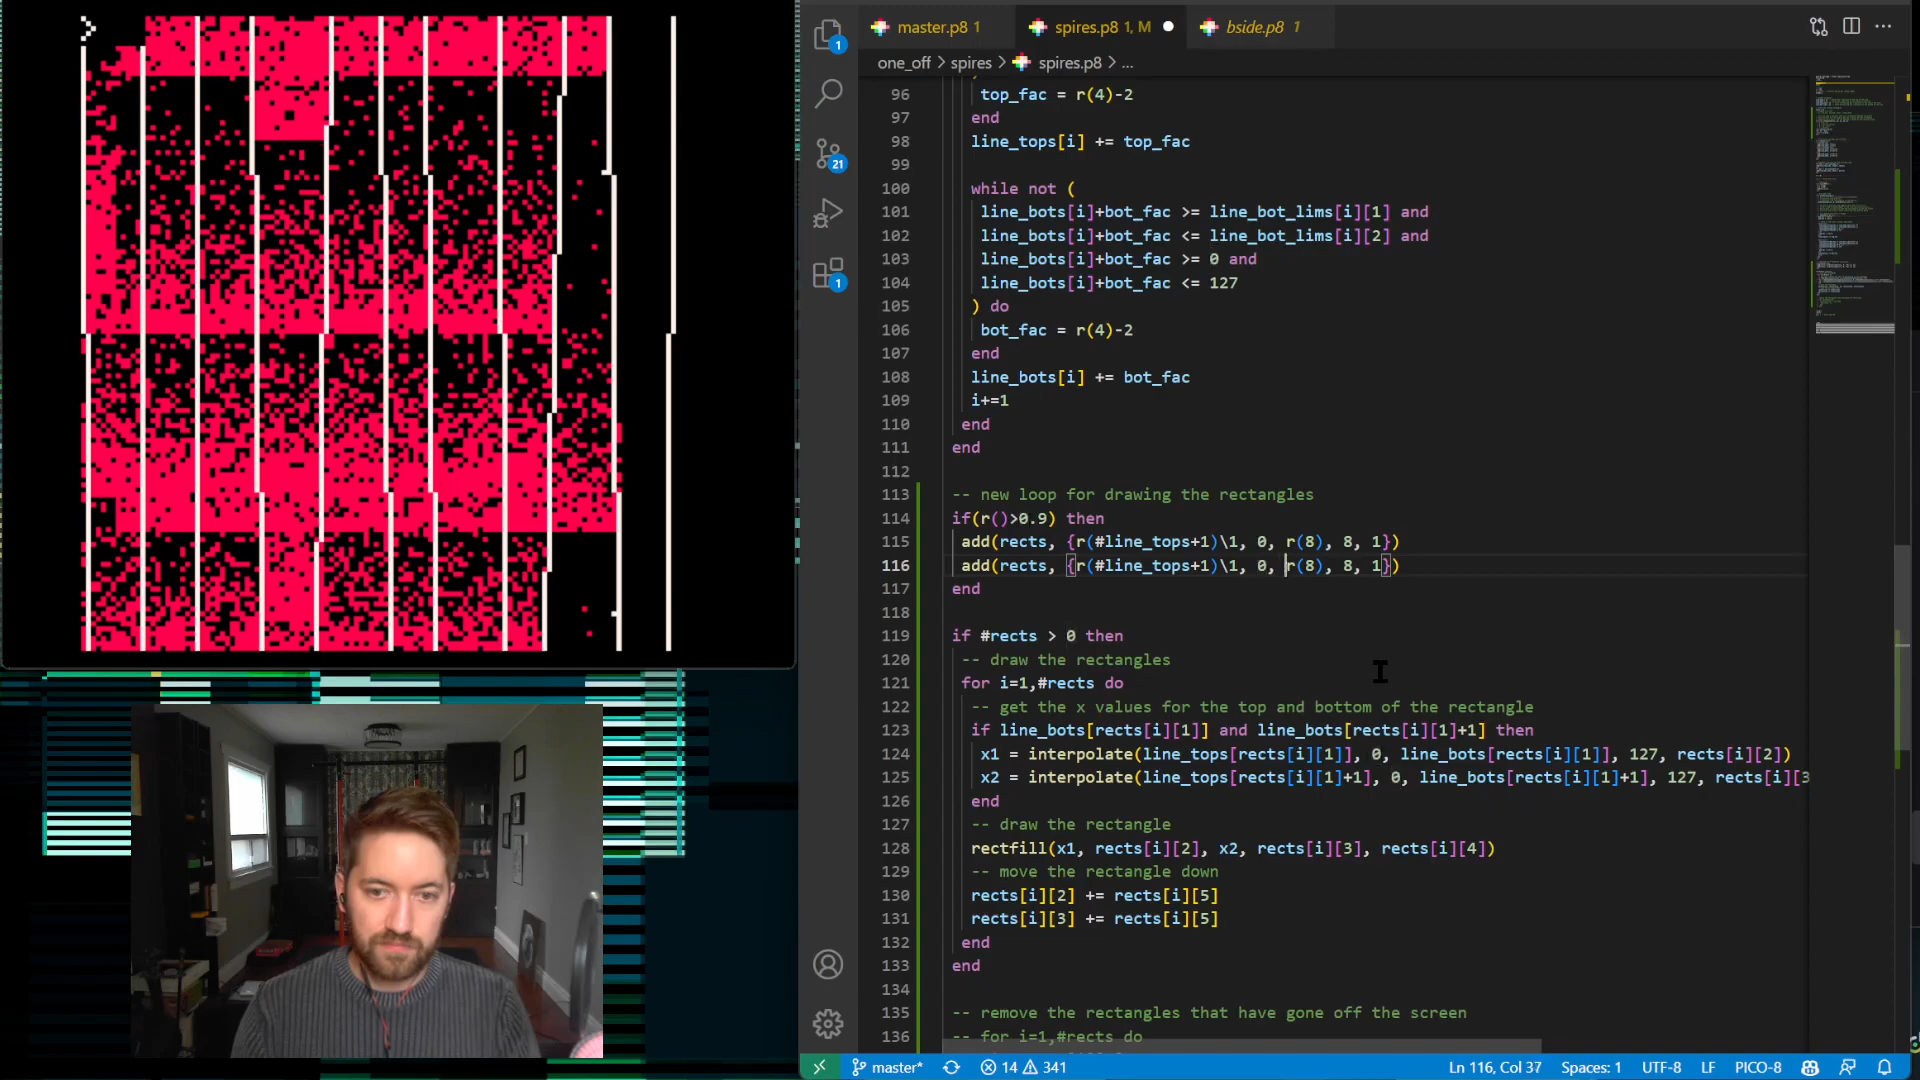 master.p8 1
spires.p8 1, M
bside.p8 1
one_off > spires > spires.p8 > ...
96 top_fac = r(4)-2
97 end
98 line_tops[i] += top_fac
99
100 while not (
101 line_bots[i]+bot_fac >= line_bot_lims[i][1] and
102 line_bots[i]+bot_fac <= line_bot_lims[i][2] and
103 line_bots[i]+bot_fac >= 0 and
104 line_bots[i]+bot_fac <= 127
105 ) do
106 bot_fac = r(4)-2
107 end
108 line_bots[i] += bot_fac
109 i+=1
110 end
111 end
112
113 -- new loop for drawing the rectangles
114 if(r()>0.9) then
115 add(rects, {r(#line_tops+1)\1, 0, r(8), 8, 1})
116 add(rects, {r(#line_tops+1)\1, 0, r(8), 8, 1})
117 end
118
119 if #rects > 0 then
120 -- draw the rectangles
121 for i=1,#rects do
122 -- get the x values for the top and bottom of the rectangle
123 if line_bots[rects[i][1]] and line_bots[rects[i][1]+1] then
124 x1 = interpolate(line_tops[rects[i][1]], 0, line_bots[rects[i][1]], 127, rects[i][2])
125 x2 = interpolate(line_tops[rects[i][1]+1], 0, line_bots[rects[i][1]+1], 127, rects[i][3
126 end
127 -- draw the rectangle
128 rectfill(x1, rects[i][2], x2, rects[i][3], rects[i][4])
129 -- move the rectangle down
130 rects[i][2] += rects[i][5]
131 rects[i][3] += rects[i][5]
132 end
133 end
134
135 -- remove the rectangles that have gone off the screen
136 -- for i=1,#rects do
1
21
1
master*
14 341
Ln 116, Col 37
Spaces: 1
UTF-8
LF
PICO-8